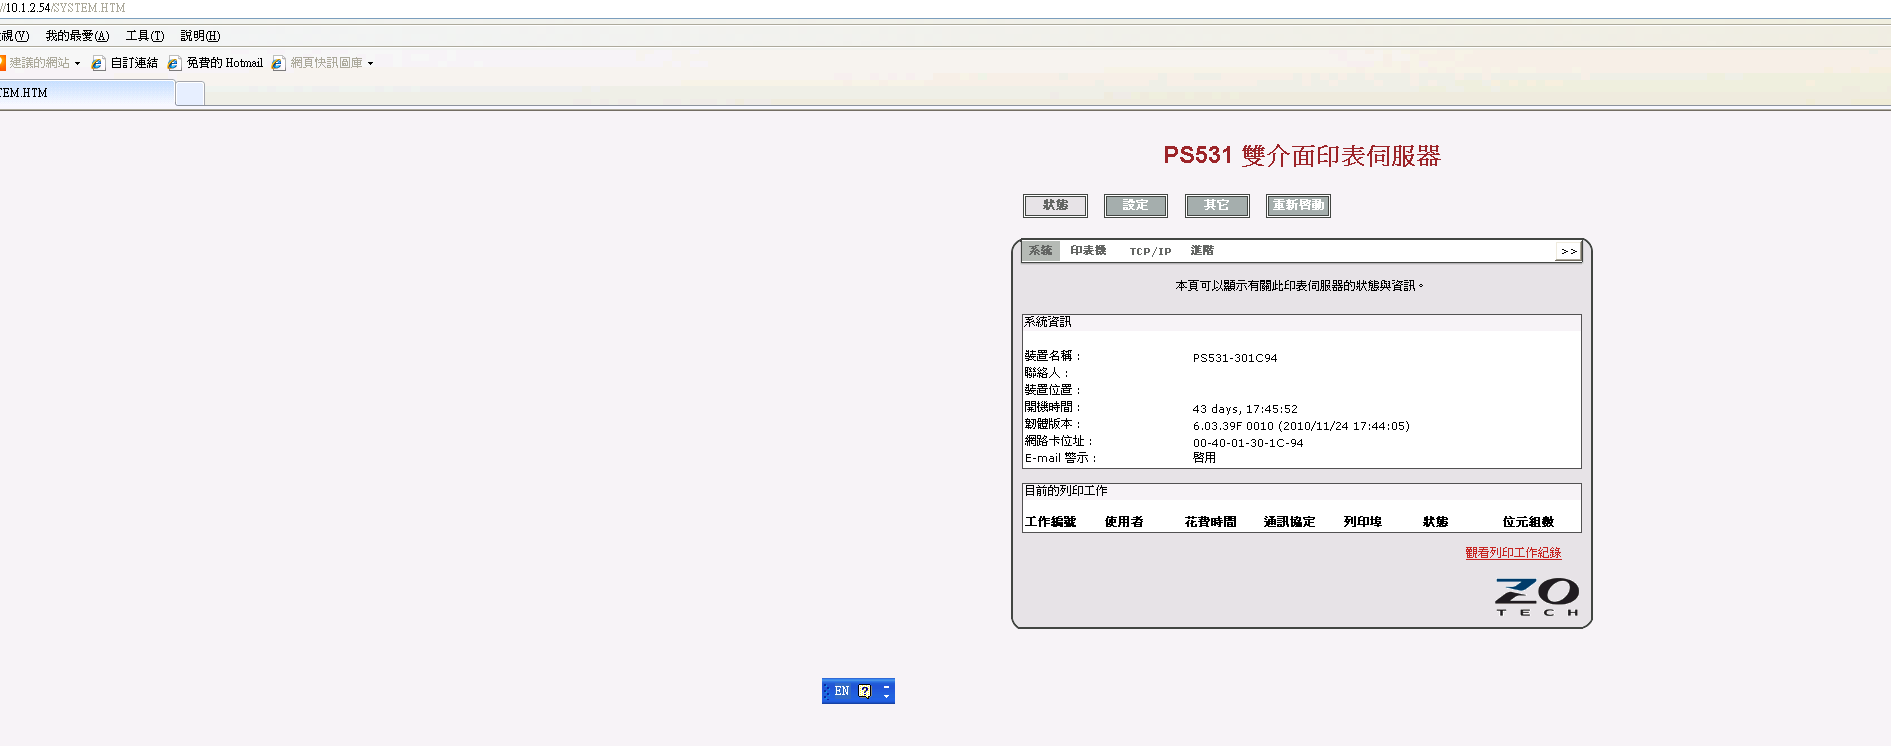 //10.1.2.54/SYSTEM.HTM
視(V) 我的最愛(A) 工具(T) 說明(H)
建議的網站 自訂連結 免費的 Hotmail 網頁快訊圖庫
TEM.HTM
PS531 雙介面印表伺服器
狀態 設定 其它 重新啓動
系統 印表機 TCP/IP 進階 >>
本頁可以顯示有關此印表伺服器的狀態與資訊。
系統資訊
裝置名稱: PS531-301C94
聯絡人:
裝置位置:
開機時間: 43 days, 17:45:52
韌體版本: 6.03.39F 0010 (2010/11/24 17:44:05)
網路卡位址: 00-40-01-30-1C-94
E-mail 警示: 啓用
目前的列印工作
工作編號 使用者 花費時間 通訊協定 列印埠 狀態 位元組數
觀看列印工作紀錄
ZO
TECH
EN ?